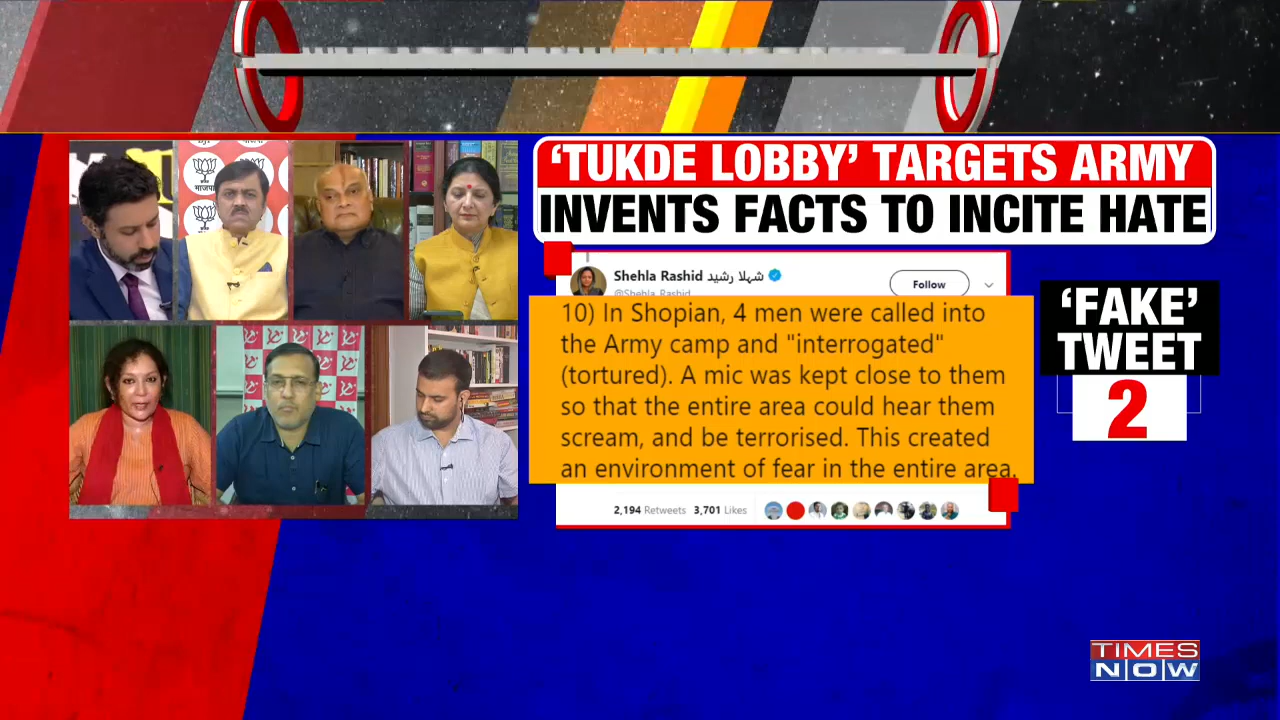 ‘TUKDE LOBBY’ TARGETS ARMY
INVENTS FACTS TO INCITE HATE
Shehla Rashid شہلا رشید
@Shehla_Rashid
Follow
10) In Shopian, 4 men were called into
the Army camp and "interrogated"
(tortured). A mic was kept close to them
so that the entire area could hear them
scream, and be terrorised. This created
an environment of fear in the entire area.
2,194 Retweets 3,701 Likes
‘FAKE’
TWEET
2
भाजपा
TIMES
NOW